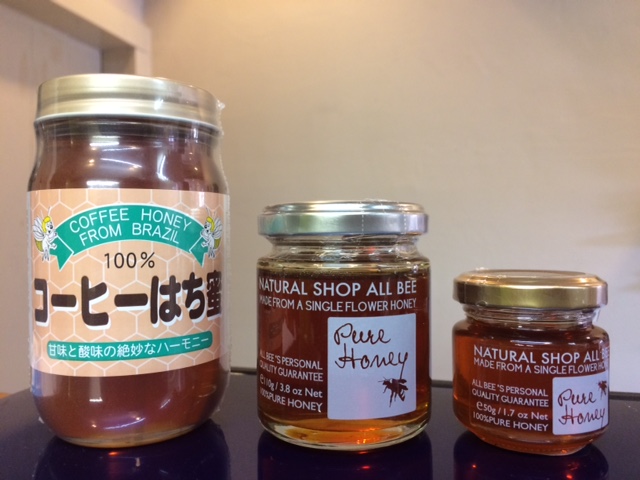 COFFEE HONEY
FROM BRAZIL
100%
コーヒーはち蜜
甘味と酸味の絶妙なハーモニー
NATURAL SHOP ALL BEE
MADE FROM A SINGLE FLOWER HONEY
Pure
Honey
ALL BEE'S PERSONAL
QUALITY GUARANTEE
℮110g / 3.8 oz Net
100%PURE HONEY
NATURAL SHOP ALL BE
MADE FROM A SINGLE FLOWER HO
Pure
Honey
ALL BEE'S PERSONAL
QUALITY GUARANTEE
℮50g / 1.7 oz Net
100%PURE HONEY